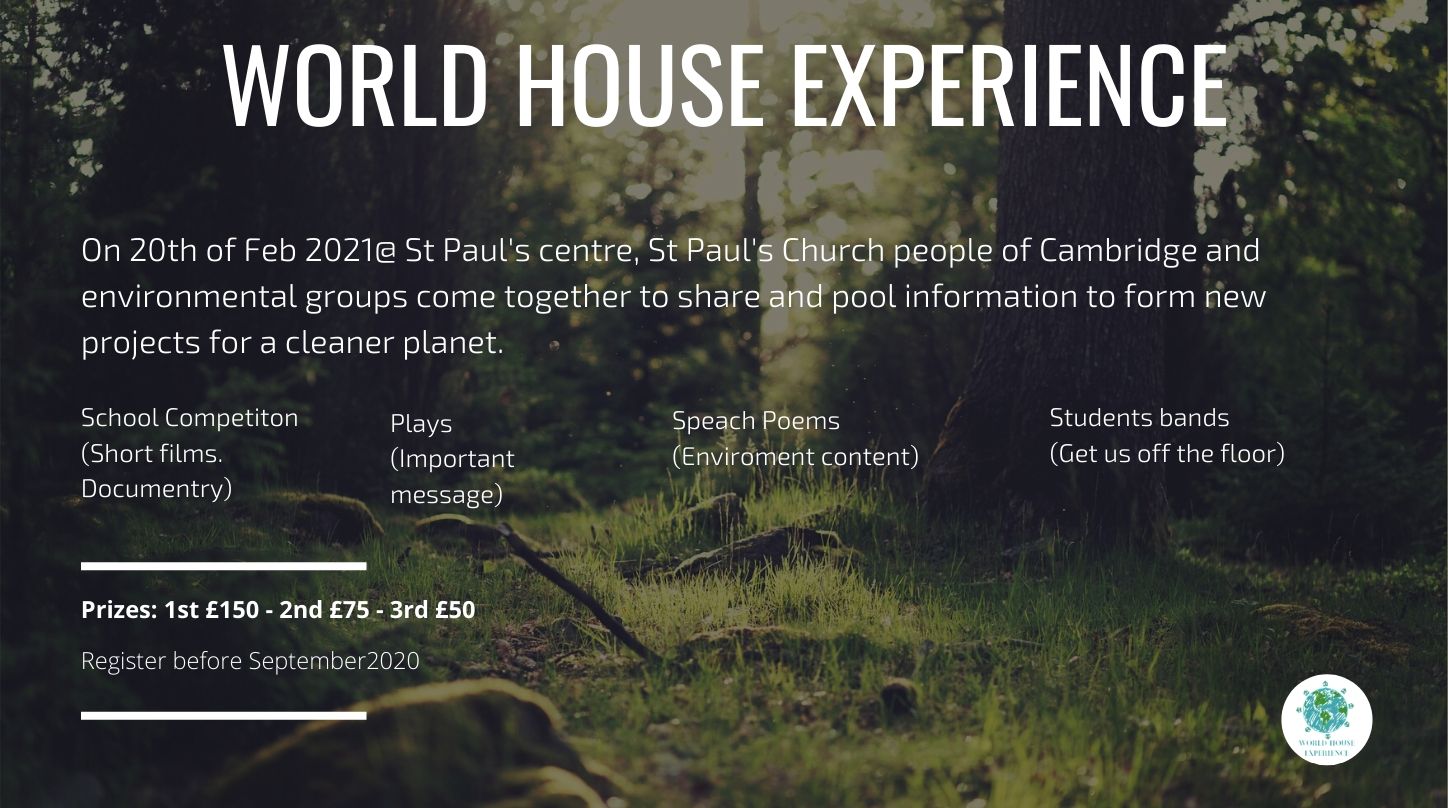 WORLD HOUSE EXPERIENCE
On 20th of Feb 2021@ St Paul's centre, St Paul's Church people of Cambridge and
environmental groups come together to share and pool information to form new
projects for a cleaner planet.
School Competiton
(Short films.
Documentry)
Plays
(Important
message)
Speach Poems
(Enviroment content)
Students bands
(Get us off the floor)
Prizes: 1st £150 - 2nd £75 - 3rd £50
Register before September2020
WORLD HOUSE
EXPERIENCE